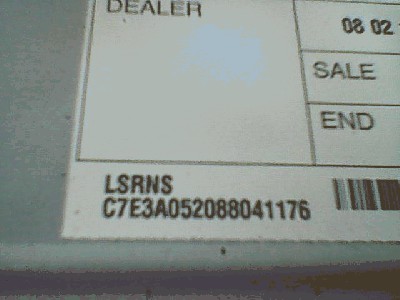 DEALER
08 02
SALE
END
LSRNS
C7E3A052088041176